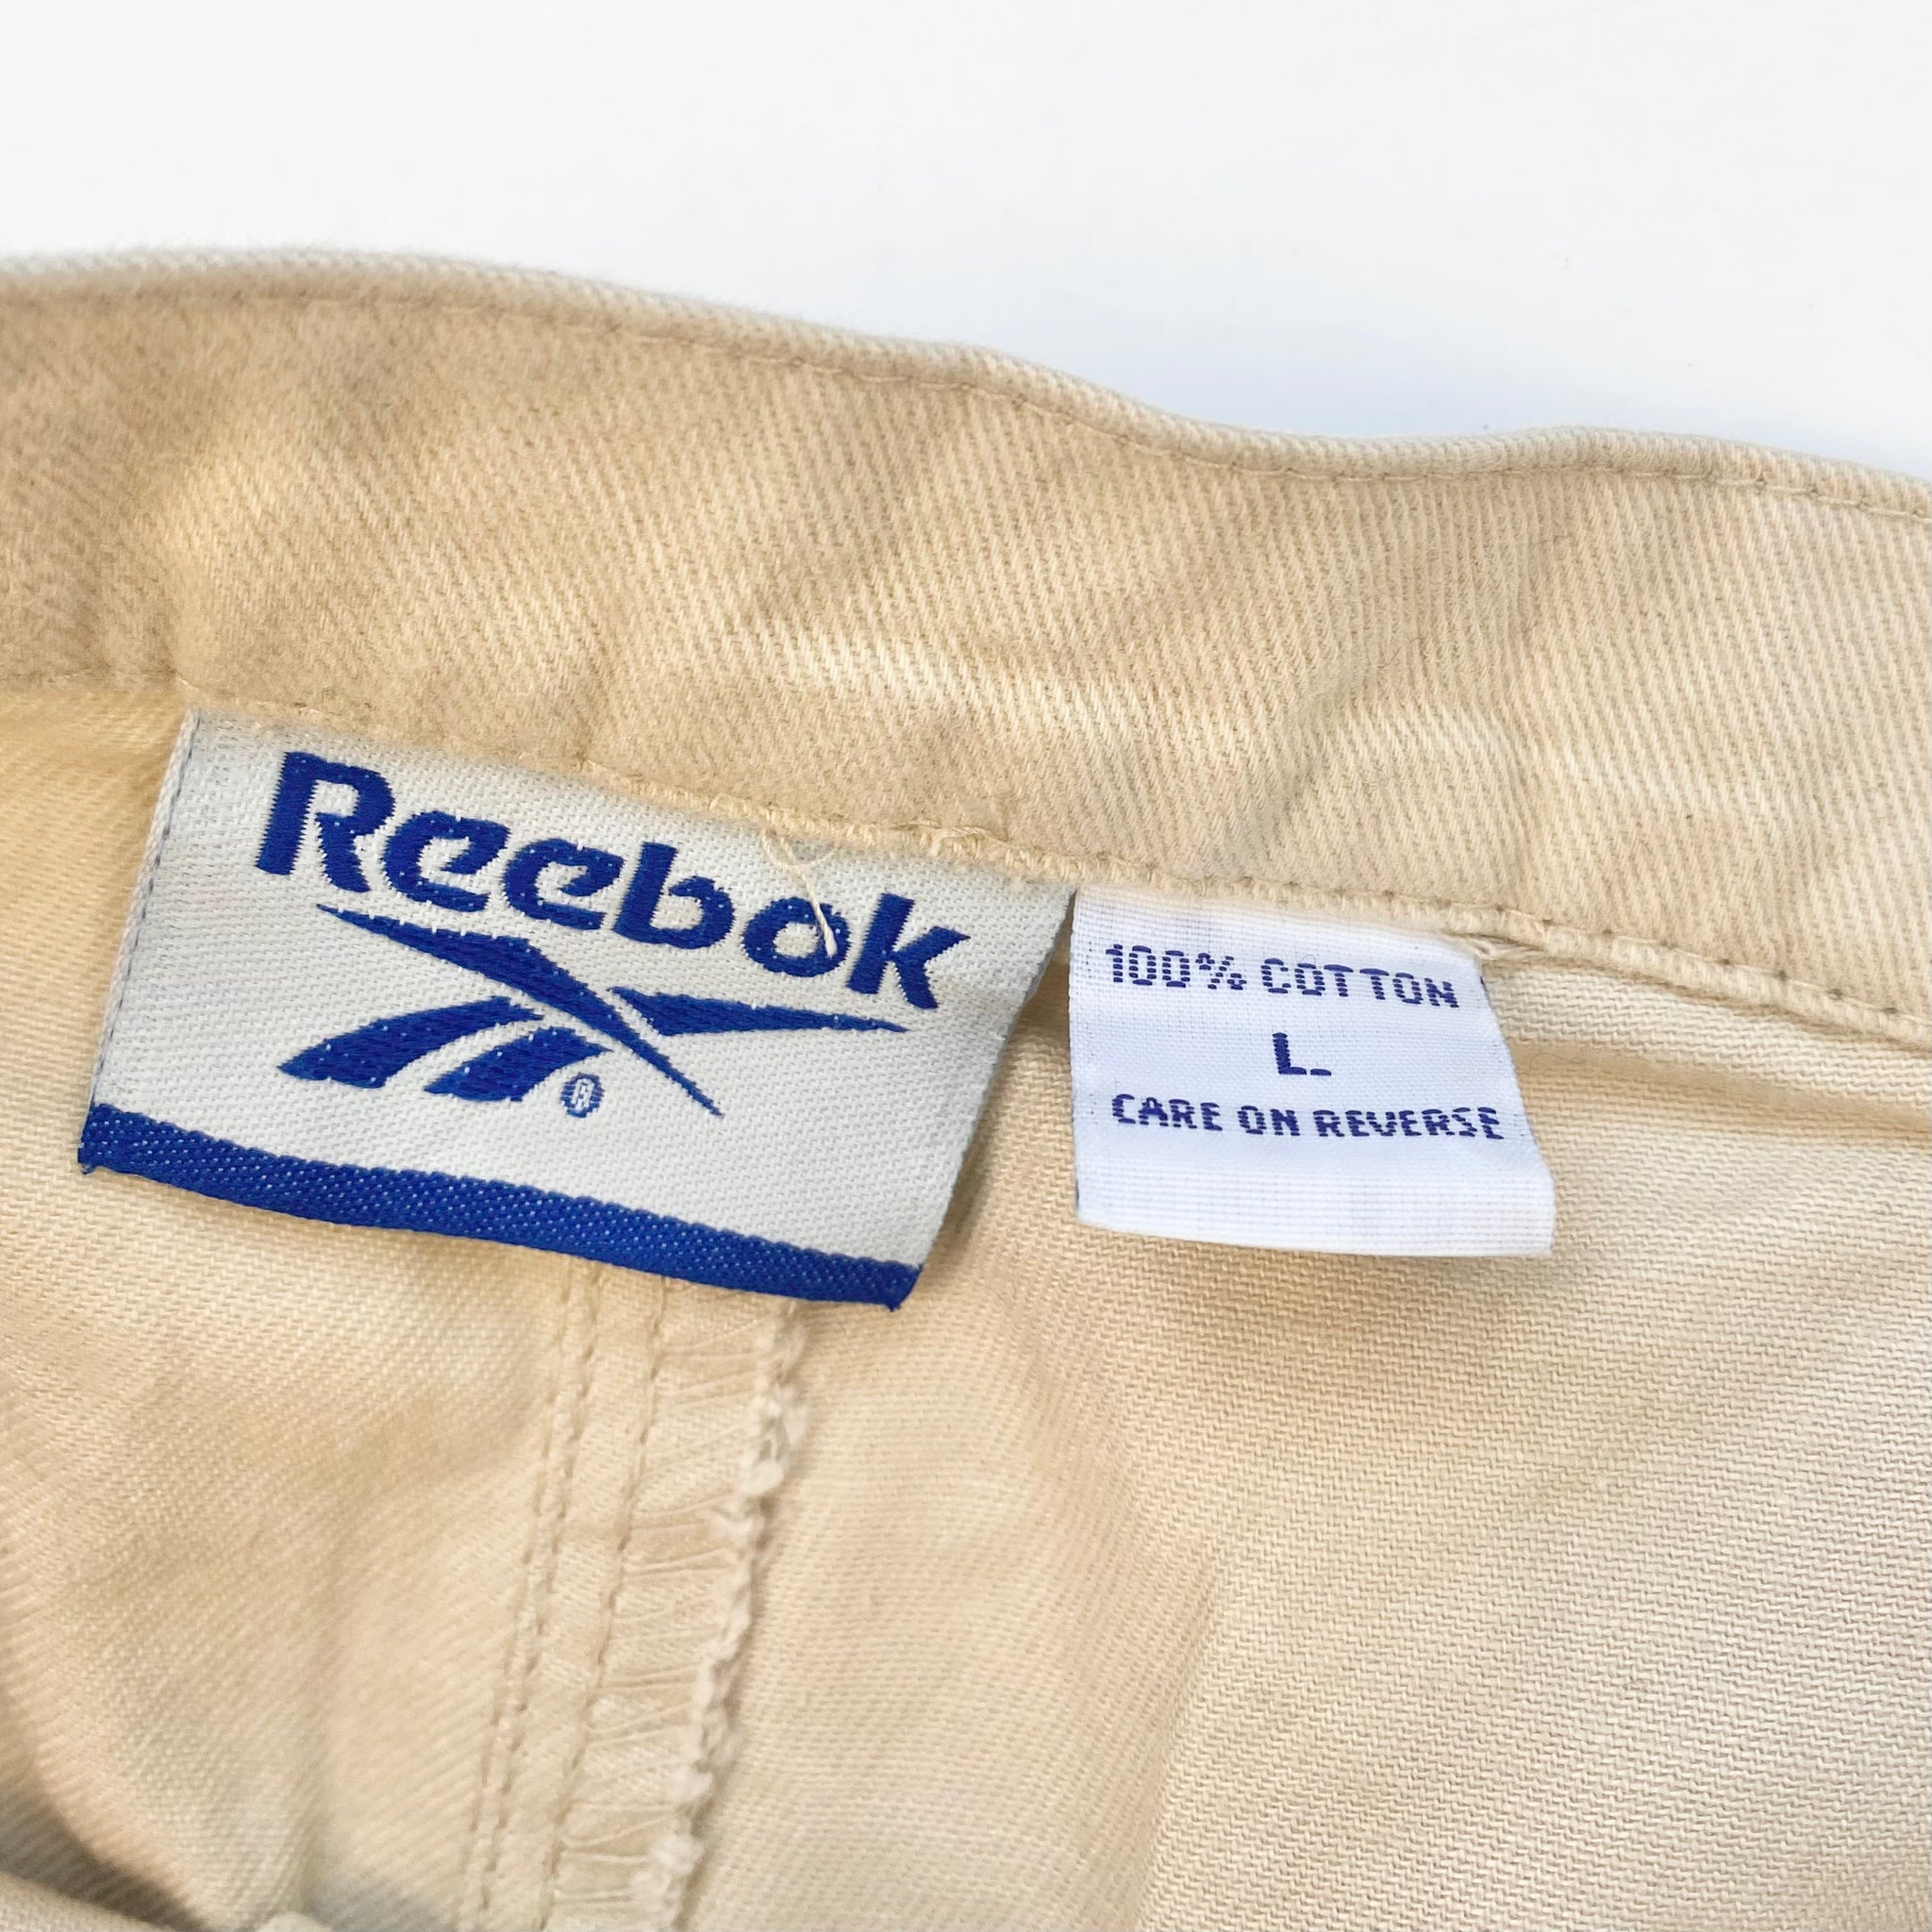 Reebok
®
100% COTTON
L.
CARE ON REVERSE